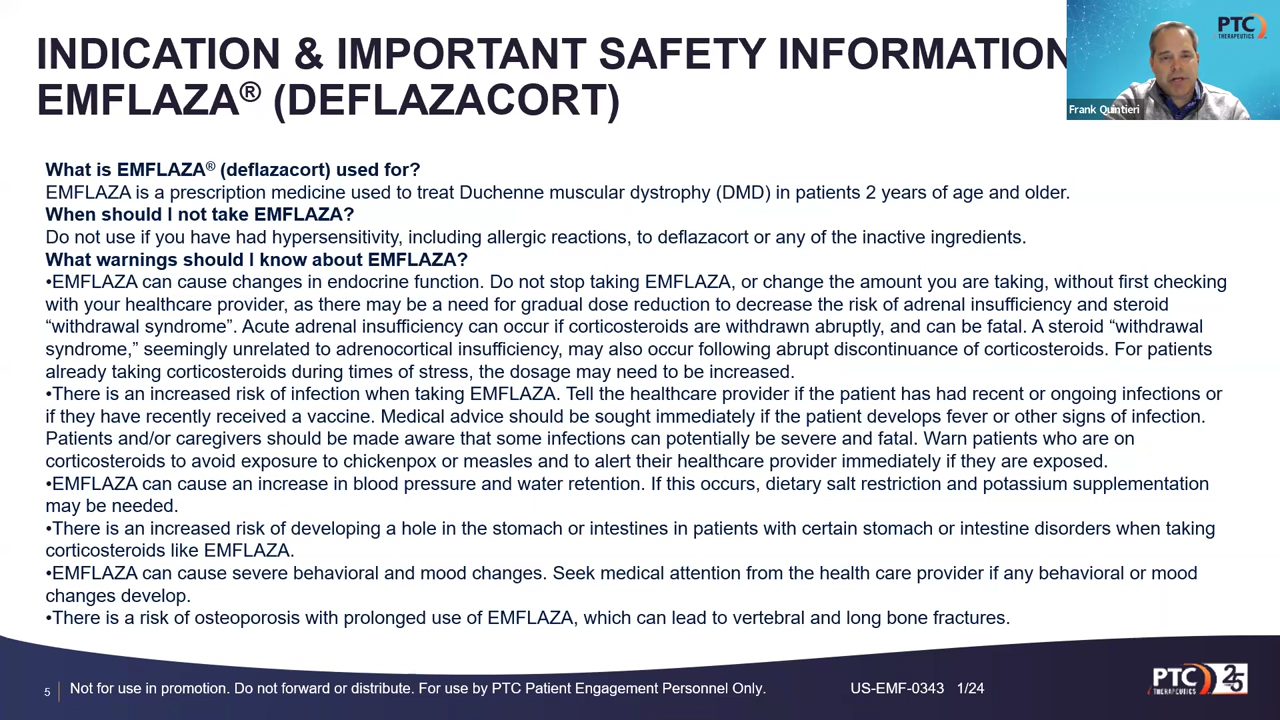 INDICATION & IMPORTANT SAFETY INFORMATION
EMFLAZA® (DEFLAZACORT)
PTC
THERAPEUTICS
Frank Quintieri
What is EMFLAZA® (deflazacort) used for?
EMFLAZA is a prescription medicine used to treat Duchenne muscular dystrophy (DMD) in patients 2 years of age and older.
When should I not take EMFLAZA?
Do not use if you have had hypersensitivity, including allergic reactions, to deflazacort or any of the inactive ingredients.
What warnings should I know about EMFLAZA?
•EMFLAZA can cause changes in endocrine function. Do not stop taking EMFLAZA, or change the amount you are taking, without first checking
with your healthcare provider, as there may be a need for gradual dose reduction to decrease the risk of adrenal insufficiency and steroid
“withdrawal syndrome”. Acute adrenal insufficiency can occur if corticosteroids are withdrawn abruptly, and can be fatal. A steroid “withdrawal
syndrome,” seemingly unrelated to adrenocortical insufficiency, may also occur following abrupt discontinuance of corticosteroids. For patients
already taking corticosteroids during times of stress, the dosage may need to be increased.
•There is an increased risk of infection when taking EMFLAZA. Tell the healthcare provider if the patient has had recent or ongoing infections or
if they have recently received a vaccine. Medical advice should be sought immediately if the patient develops fever or other signs of infection.
Patients and/or caregivers should be made aware that some infections can potentially be severe and fatal. Warn patients who are on
corticosteroids to avoid exposure to chickenpox or measles and to alert their healthcare provider immediately if they are exposed.
•EMFLAZA can cause an increase in blood pressure and water retention. If this occurs, dietary salt restriction and potassium supplementation
may be needed.
•There is an increased risk of developing a hole in the stomach or intestines in patients with certain stomach or intestine disorders when taking
corticosteroids like EMFLAZA.
•EMFLAZA can cause severe behavioral and mood changes. Seek medical attention from the health care provider if any behavioral or mood
changes develop.
•There is a risk of osteoporosis with prolonged use of EMFLAZA, which can lead to vertebral and long bone fractures.
5 Not for use in promotion. Do not forward or distribute. For use by PTC Patient Engagement Personnel Only. US-EMF-0343 1/24
PTC 25
THERAPEUTICS